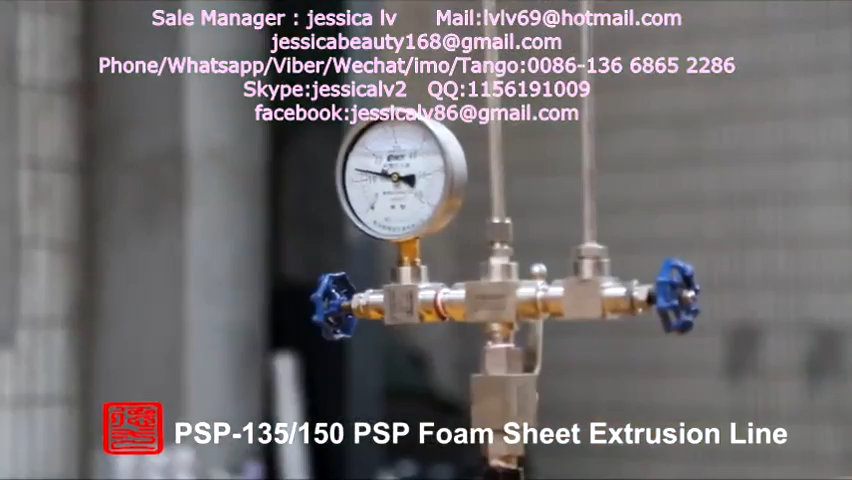 Sale Manager : jessica lv Mail:lvlv69@hotmail.com
jessicabeauty168@gmail.com
Phone/Whatsapp/Viber/Wechat/imo/Tango:0086-136 6865 2286
Skype:jessicalv2 QQ:1156191009
facebook:jessicalv86@gmail.com
PSP-135/150 PSP Foam Sheet Extrusion Line